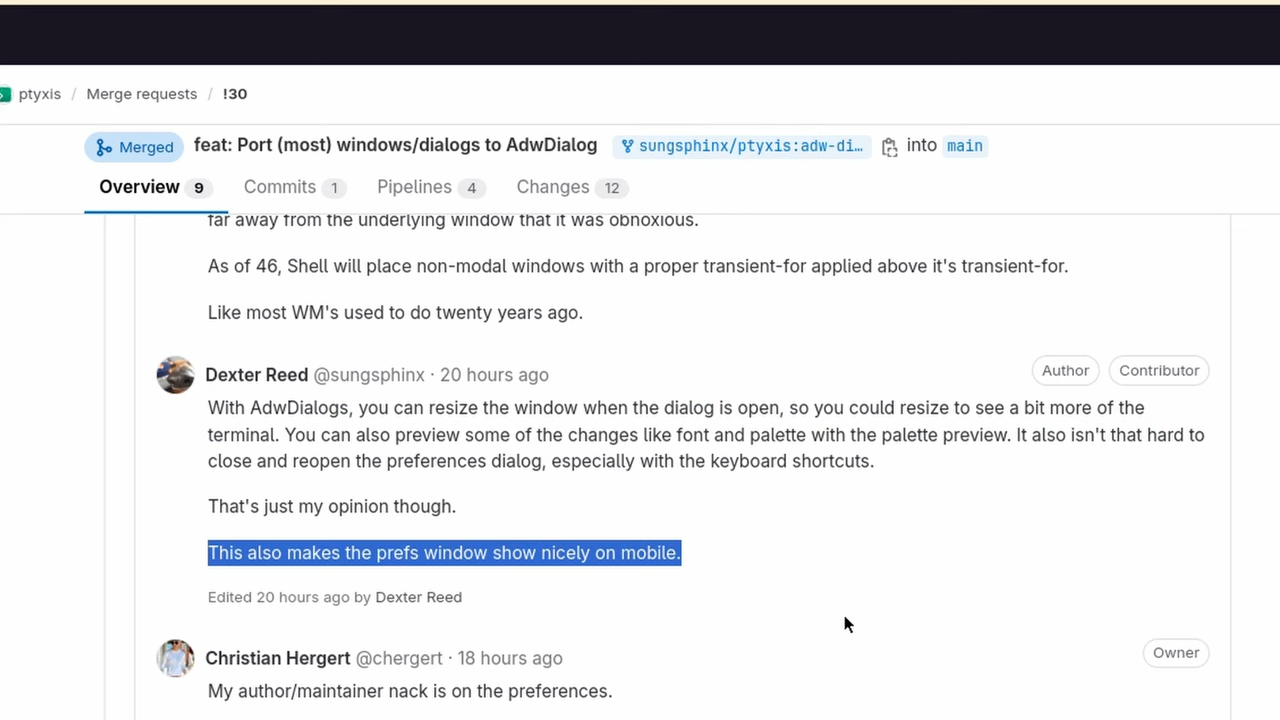 ptyxis / Merge requests / !30
Merged feat: Port (most) windows/dialogs to AdwDialog sungsphinx/ptyxis:adw-di… into main
Overview 9 Commits 1 Pipelines 4 Changes 12
far away from the underlying window that it was obnoxious.
As of 46, Shell will place non-modal windows with a proper transient-for applied above it's transient-for.
Like most WM's used to do twenty years ago.
Dexter Reed @sungsphinx · 20 hours ago Author Contributor
With AdwDialogs, you can resize the window when the dialog is open, so you could resize to see a bit more of the
terminal. You can also preview some of the changes like font and palette with the palette preview. It also isn't that hard to
close and reopen the preferences dialog, especially with the keyboard shortcuts.
That's just my opinion though.
This also makes the prefs window show nicely on mobile.
Edited 20 hours ago by Dexter Reed
Christian Hergert @chergert · 18 hours ago Owner
My author/maintainer nack is on the preferences.